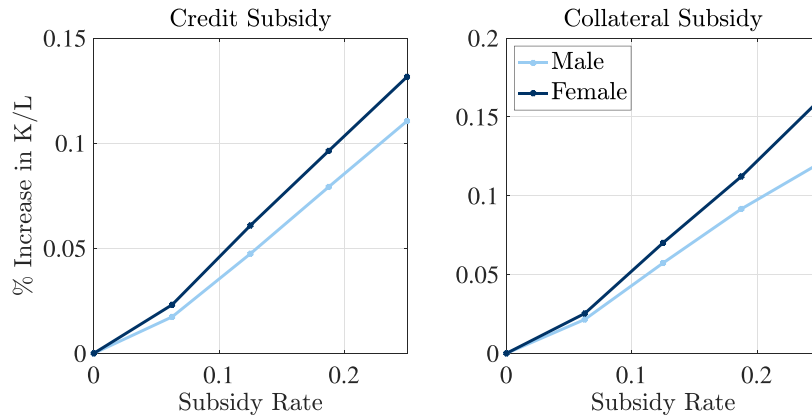 Credit Subsidy
% Increase in K/L
0.15
0.1
0.05
0
0
0.1
0.2
Subsidy Rate
Collateral Subsidy
Male
Female
0.2
0.15
0.1
0.05
0
0
0.1
0.2
Subsidy Rate